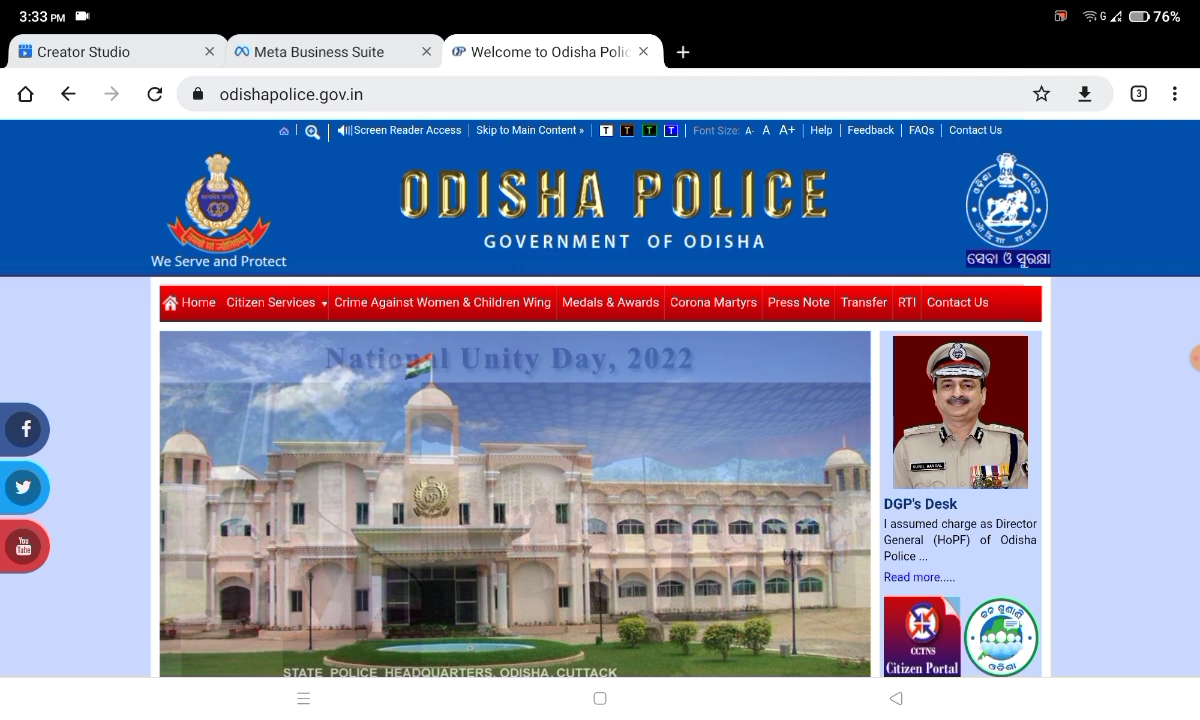 3:33 PM
G 76%
Creator Studio
Meta Business Suite
Welcome to Odisha Polic
odishapolice.gov.in
3
Screen Reader Access Skip to Main Content » T T T T Font Size: A- A A+ Help Feedback FAQs Contact Us
ODISHA POLICE
GOVERNMENT OF ODISHA
We Serve and Protect
ସେବା ଓ ସୁରକ୍ଷା
Home Citizen Services Crime Against Women & Children Wing Medals & Awards Corona Martyrs Press Note Transfer RTI Contact Us
National Unity Day, 2022
DGP's Desk
I assumed charge as Director
General (HoPF) of Odisha
Police ...
Read more.....
You
Tube
CCTNS
Citizen Portal
ଜନ ଶୁଣାଣି
ଓଡ଼ିଶା
STATE POLICE HEADQUARTERS, ODISHA, CUTTACK